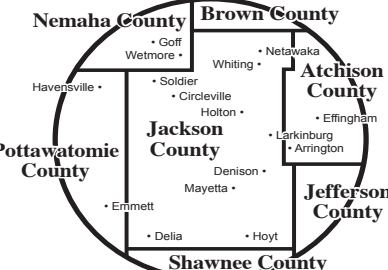 Brown County
Nemaha County
Goff
Netawaka
Wetmore
Whiting
Atchison
County
Soldier
Havensville
Circleville
Holton
Effingham
Jackson
County
Larkinburg
Arrington
Pottawatomie
County
Denison
Mayetta
Jefferson
County
Emmett
Delia
Hoyt
Shawnee County